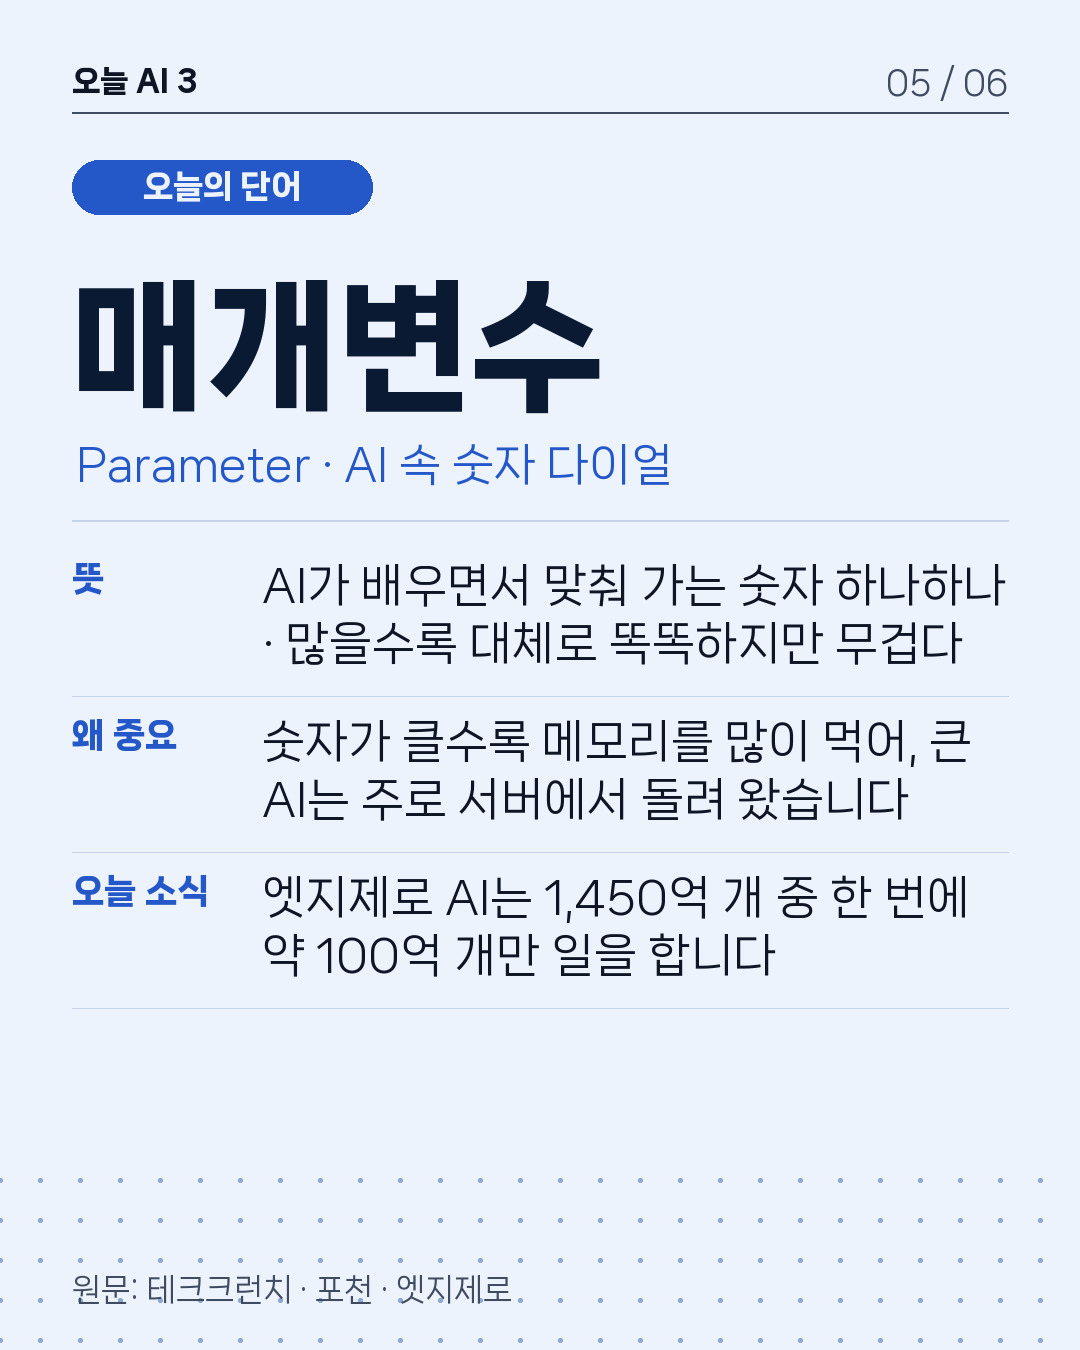 오늘 AI 3
05 / 06
오늘의 단어
매개변수
Parameter · AI 속 숫자 다이얼
뜻
AI가 배우면서 맞춰 가는 숫자 하나하나
· 많을수록 대체로 똑똑하지만 무겁다
왜 중요
숫자가 클수록 메모리를 많이 먹어, 큰
AI는 주로 서버에서 돌려 왔습니다
오늘 소식
엣지제로 AI는 1,450억 개 중 한 번에
약 100억 개만 일을 합니다
원문: 테크크런치 · 포천 · 엣지제로